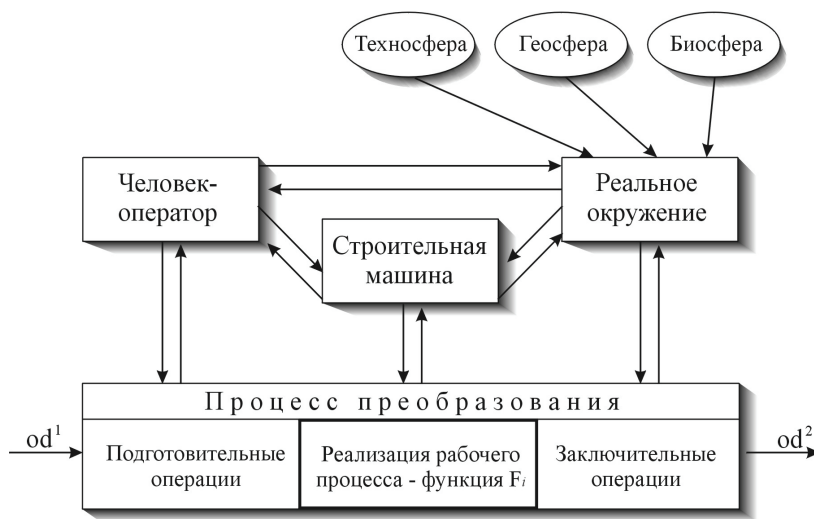 Техносфера
Геосфера
Биосфера
Человек-
оператор
Реальное
окружение
Строительная
машина
Процесс преобразования
od¹
Подготовительные
операции
Реализация рабочего
процесса - функция Fᵢ
Заключительные
операции
od²